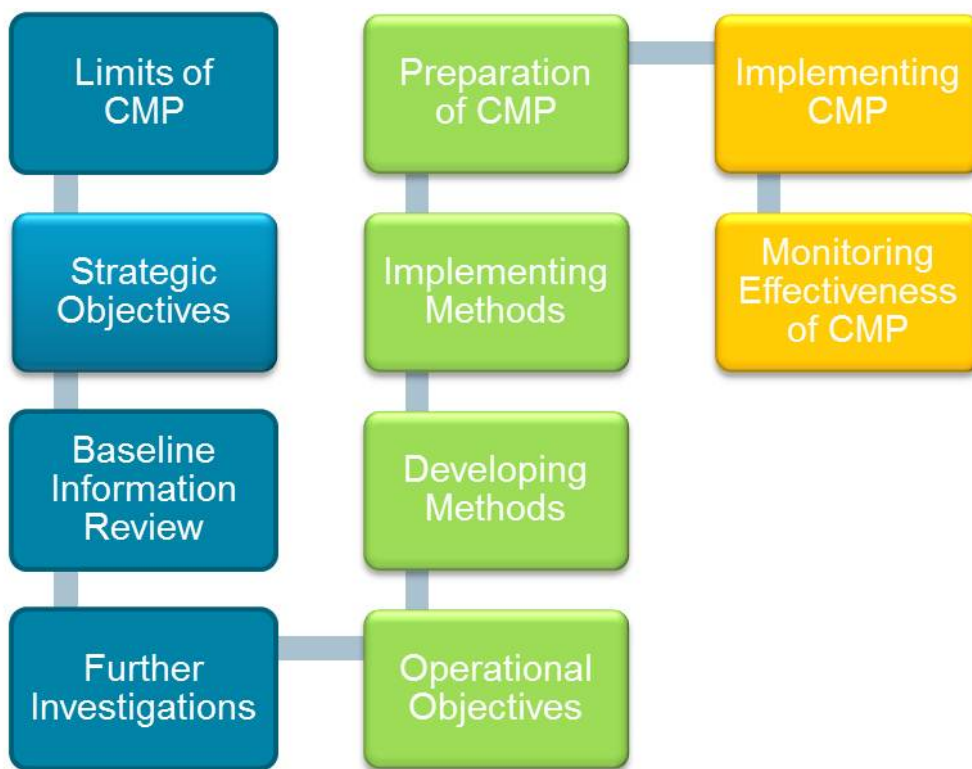 Limits of
CMP
Strategic
Objectives
Baseline
Information
Review
Further
Investigations
Operational
Objectives
Developing
Methods
Implementing
Methods
Preparation
of CMP
Implementing
CMP
Monitoring
Effectiveness
of CMP